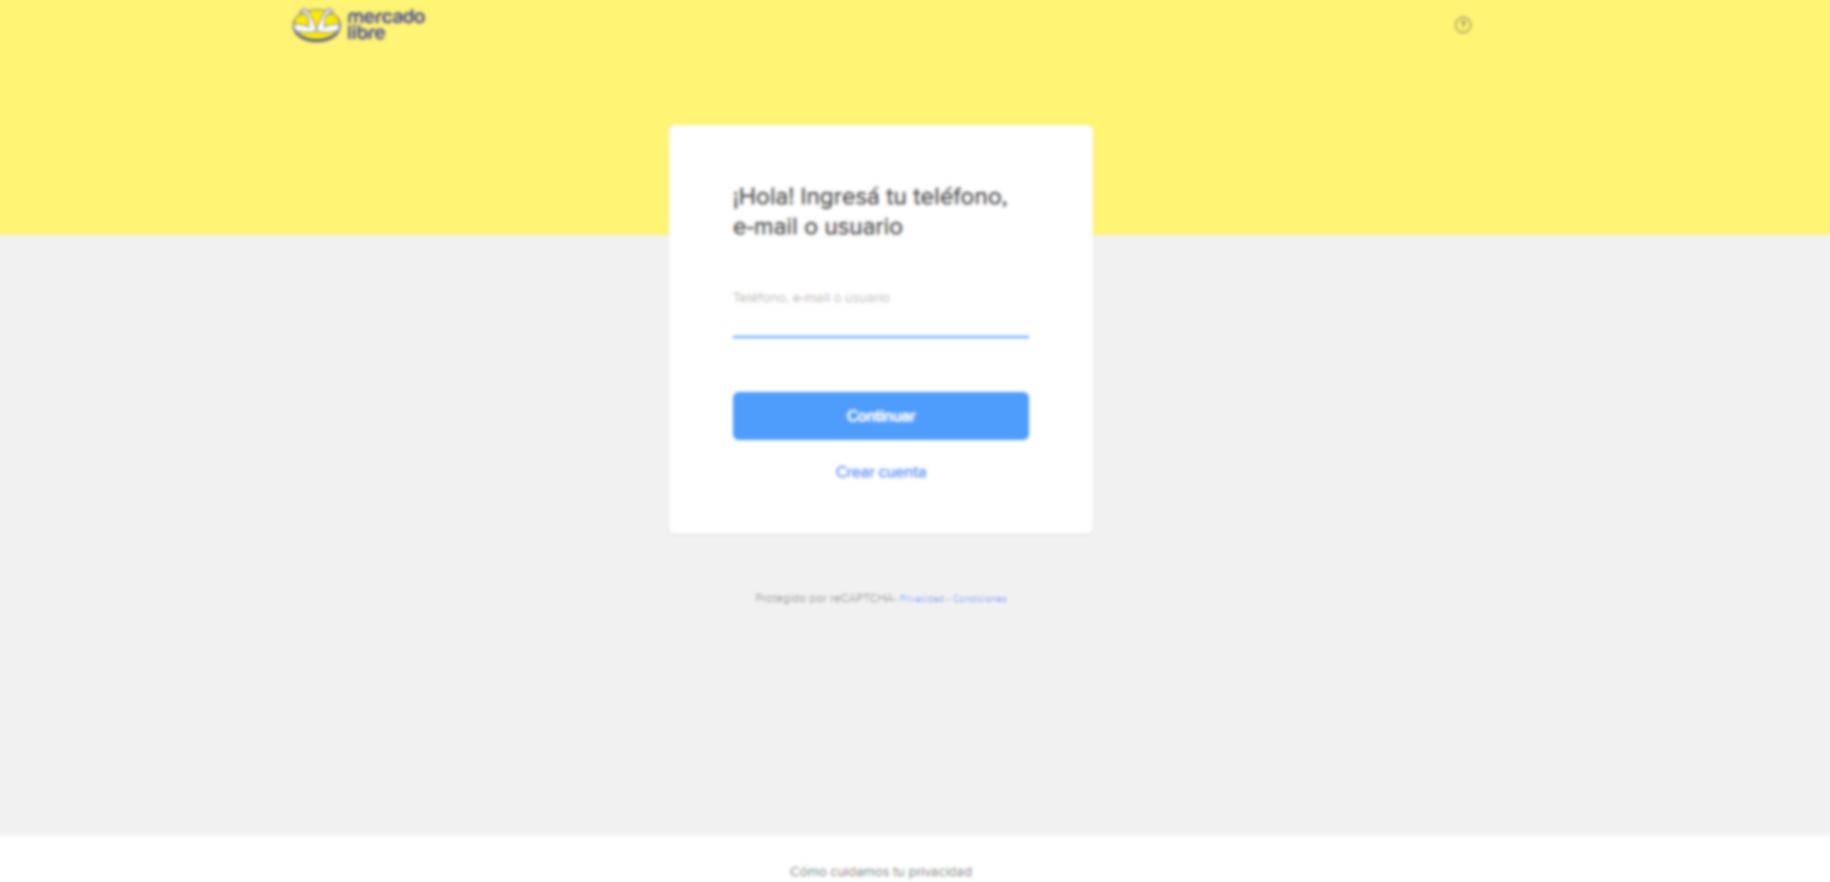 mercado
libre
¡Hola! Ingresá tu teléfono,
e-mail o usuario
Teléfono, e-mail o usuario
Continuar
Crear cuenta
Protegido por reCAPTCHA- Privacidad - Condiciones
Cómo cuidamos tu privacidad